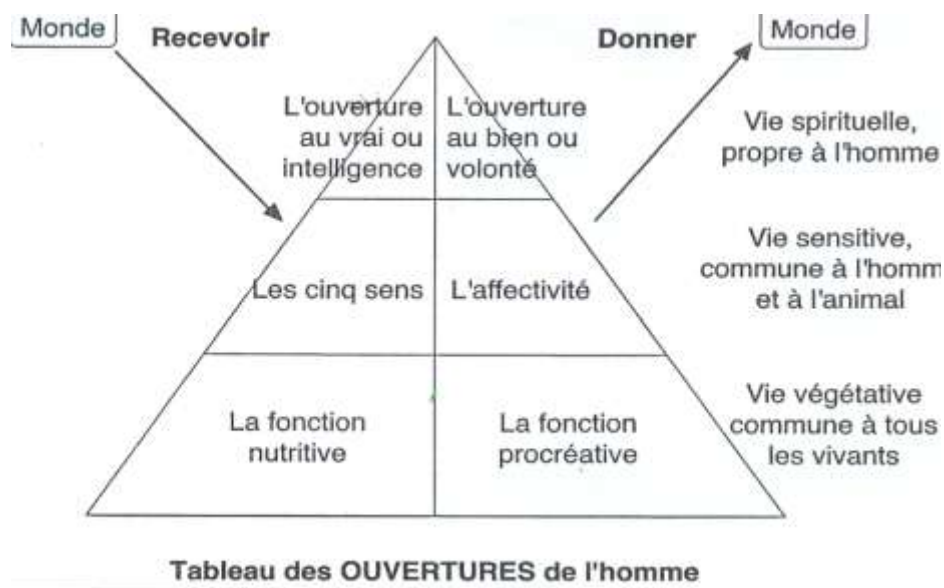 Monde
Recevoir
Donner
Monde
L'ouverture
au vrai ou
intelligence
L'ouverture
au bien ou
volonté
Vie spirituelle,
propre à l'homme
Les cinq sens
L'affectivité
Vie sensitive,
commune à l'homm
et à l'animal
La fonction
nutritive
La fonction
procréative
Vie végétative
commune à tous
les vivants
Tableau des OUVERTURES de l'homme